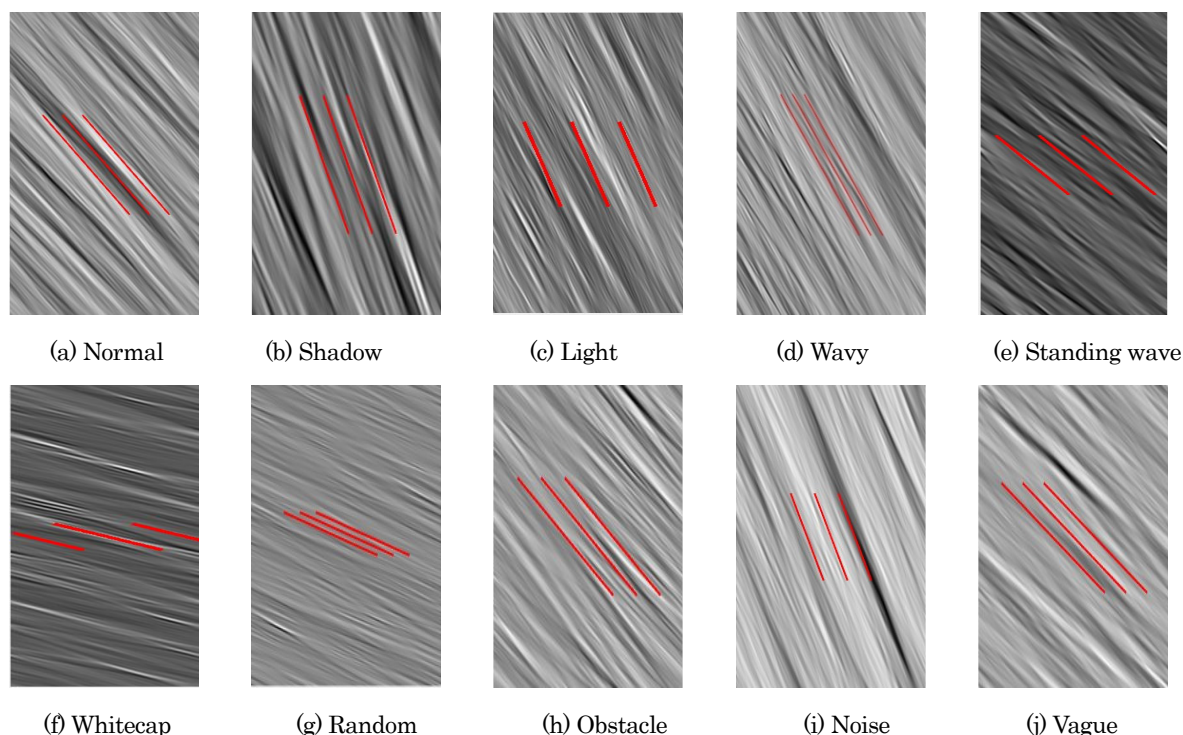 (a) Normal
(b) Shadow
(c) Light
(d) Wavy
(e) Standing wave
(f) Whitecap
(g) Random
(h) Obstacle
(i) Noise
(j) Vague